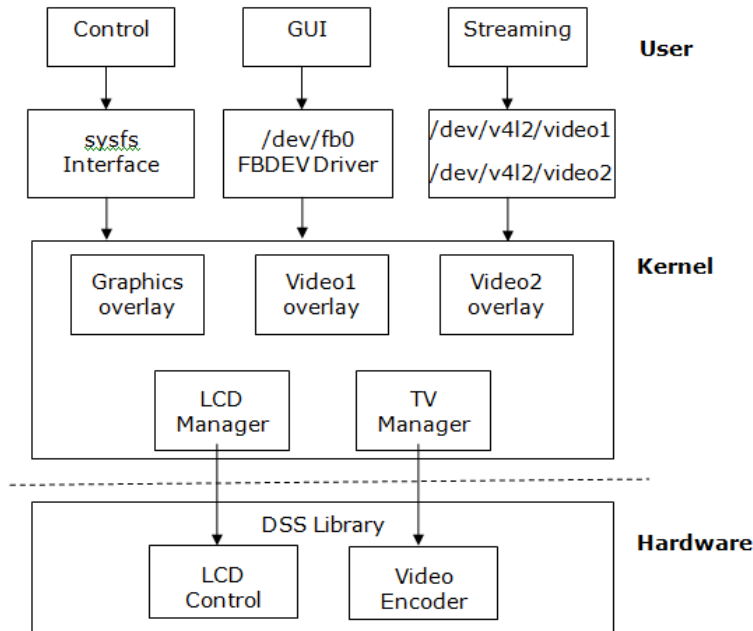 Control
GUI
Streaming
User
sysfs
Interface
/dev/fb0
FBDEV Driver
/dev/v4l2/video1
/dev/v4l2/video2
Kernel
Graphics
overlay
Video1
overlay
Video2
overlay
LCD
Manager
TV
Manager
DSS Library
Hardware
LCD
Control
Video
Encoder